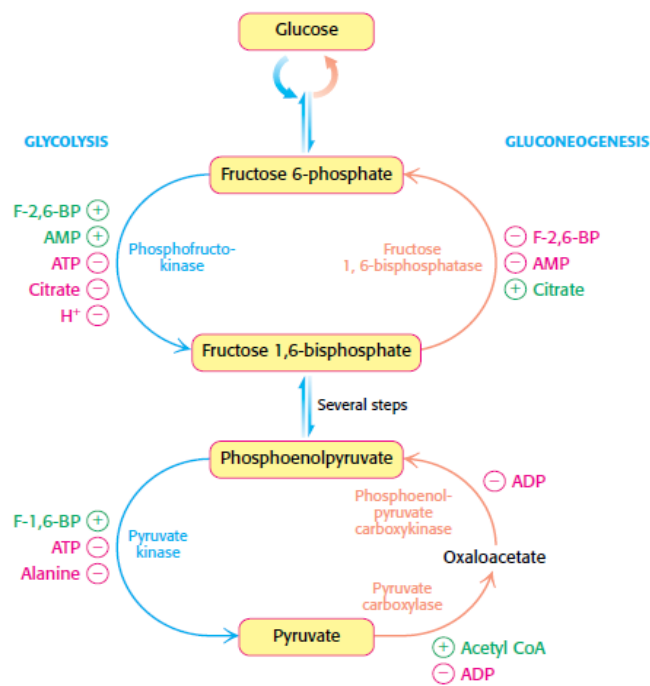 Glucose
GLYCOLYSIS
GLUCONEOGENESIS
Fructose 6-phosphate
F-2,6-BP +
AMP +
ATP −
Citrate −
H⁺ −
Phosphofructo-
kinase
Fructose
1, 6-bisphosphatase
− F-2,6-BP
− AMP
+ Citrate
Fructose 1,6-bisphosphate
Several steps
Phosphoenolpyruvate
F-1,6-BP +
ATP −
Alanine −
Pyruvate
kinase
Phosphoenol-
pyruvate
carboxykinase
− ADP
Oxaloacetate
Pyruvate
carboxylase
Pyruvate
+ Acetyl CoA
− ADP